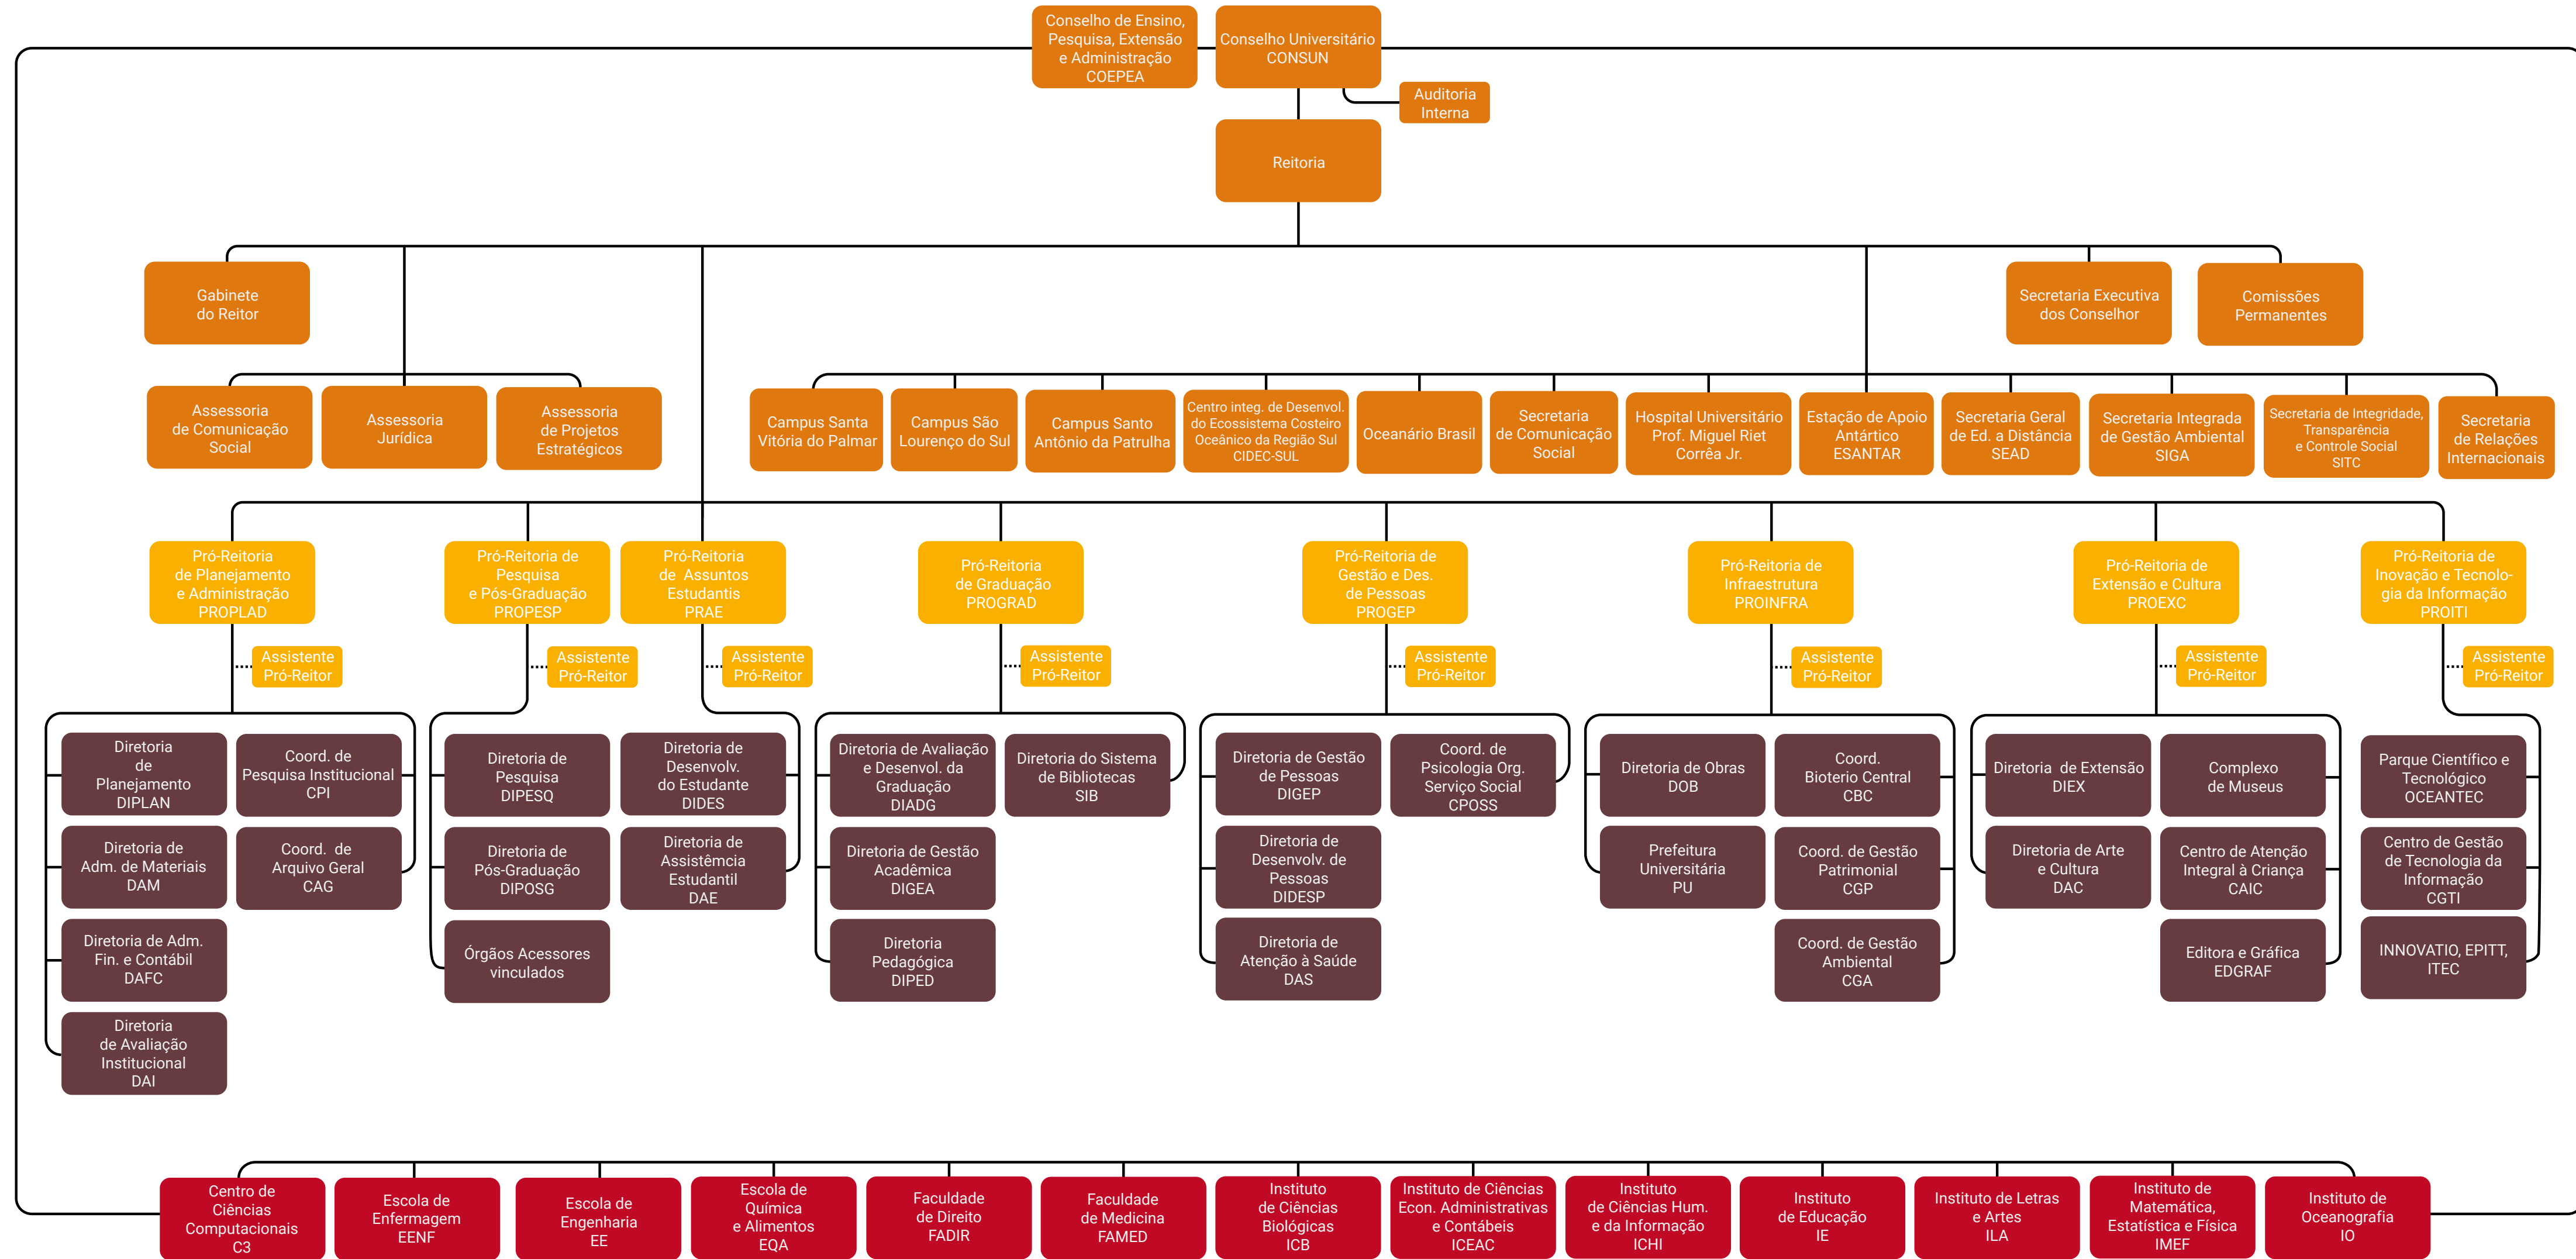 Conselho de Ensino,
Pesquisa, Extensão
e Administração
COEPEA
Conselho Universitário
CONSUN
Auditoria
Interna
Reitoria
Gabinete
do Reitor
Secretaria Executiva
dos Conselhor
Comissões
Permanentes
Assessoria
de Comunicação
Social
Assessoria
Jurídica
Assessoria
de Projetos
Estratégicos
Campus Santa
Vitória do Palmar
Campus São
Lourenço do Sul
Campus Santo
Antônio da Patrulha
Centro integ. de Desenvol.
do Ecossistema Costeiro
Oceânico da Região Sul
CIDEC-SUL
Oceanário Brasil
Secretaria
de Comunicação
Social
Hospital Universitário
Prof. Miguel Riet
Corrêa Jr.
Estação de Apoio
Antártico
ESANTAR
Secretaria Geral
de Ed. a Distância
SEAD
Secretaria Integrada
de Gestão Ambiental
SIGA
Secretaria de Integridade,
Transparência
e Controle Social
SITC
Secretaria
de Relações
Internacionais
Pró-Reitoria
de Planejamento
e Administração
PROPLAD
Pró-Reitoria de
Pesquisa
e Pós-Graduação
PROPESP
Pró-Reitoria
de Assuntos
Estudantis
PRAE
Pró-Reitoria
de Graduação
PROGRAD
Pró-Reitoria de
Gestão e Des.
de Pessoas
PROGEP
Pró-Reitoria de
Infraestrutura
PROINFRA
Pró-Reitoria de
Extensão e Cultura
PROEXC
Pró-Reitoria de
Inovação e Tecnolo-
gia da Informação
PROITI
Assistente
Pró-Reitor
Assistente
Pró-Reitor
Assistente
Pró-Reitor
Assistente
Pró-Reitor
Assistente
Pró-Reitor
Assistente
Pró-Reitor
Assistente
Pró-Reitor
Assistente
Pró-Reitor
Diretoria
de
Planejamento
DIPLAN
Coord. de
Pesquisa Institucional
CPI
Diretoria de
Adm. de Materiais
DAM
Coord. de
Arquivo Geral
CAG
Diretoria de Adm.
Fin. e Contábil
DAFC
Diretoria
de Avaliação
Institucional
DAI
Diretoria de
Pesquisa
DIPESQ
Diretoria de
Pós-Graduação
DIPOSG
Órgãos Acessores
vinculados
Diretoria de
Desenvolv.
do Estudante
DIDES
Diretoria de
Assistêmcia
Estudantil
DAE
Diretoria de Avaliação
e Desenvol. da
Graduação
DIADG
Diretoria do Sistema
de Bibliotecas
SIB
Diretoria de Gestão
Acadêmica
DIGEA
Diretoria
Pedagógica
DIPED
Diretoria de Gestão
de Pessoas
DIGEP
Coord. de
Psicologia Org.
Serviço Social
CPOSS
Diretoria de
Desenvolv. de
Pessoas
DIDESP
Diretoria de
Atenção à Saúde
DAS
Diretoria de Obras
DOB
Coord.
Bioterio Central
CBC
Prefeitura
Universitária
PU
Coord. de Gestão
Patrimonial
CGP
Coord. de Gestão
Ambiental
CGA
Diretoria de Extensão
DIEX
Complexo
de Museus
Diretoria de Arte
e Cultura
DAC
Centro de Atenção
Integral à Criança
CAIC
Editora e Gráfica
EDGRAF
Parque Científico e
Tecnológico
OCEANTEC
Centro de Gestão
de Tecnologia da
Informação
CGTI
INNOVATIO, EPITT,
ITEC
Centro de
Ciências
Computacionais
C3
Escola de
Enfermagem
EENF
Escola de
Engenharia
EE
Escola de
Química
e Alimentos
EQA
Faculdade
de Direito
FADIR
Faculdade
de Medicina
FAMED
Instituto
de Ciências
Biológicas
ICB
Instituto de Ciências
Econ. Administrativas
e Contábeis
ICEAC
Instituto
de Ciências Hum.
e da Informação
ICHI
Instituto
de Educação
IE
Instituto de Letras
e Artes
ILA
Instituto de
Matemática,
Estatística e Física
IMEF
Instituto de
Oceanografia
IO